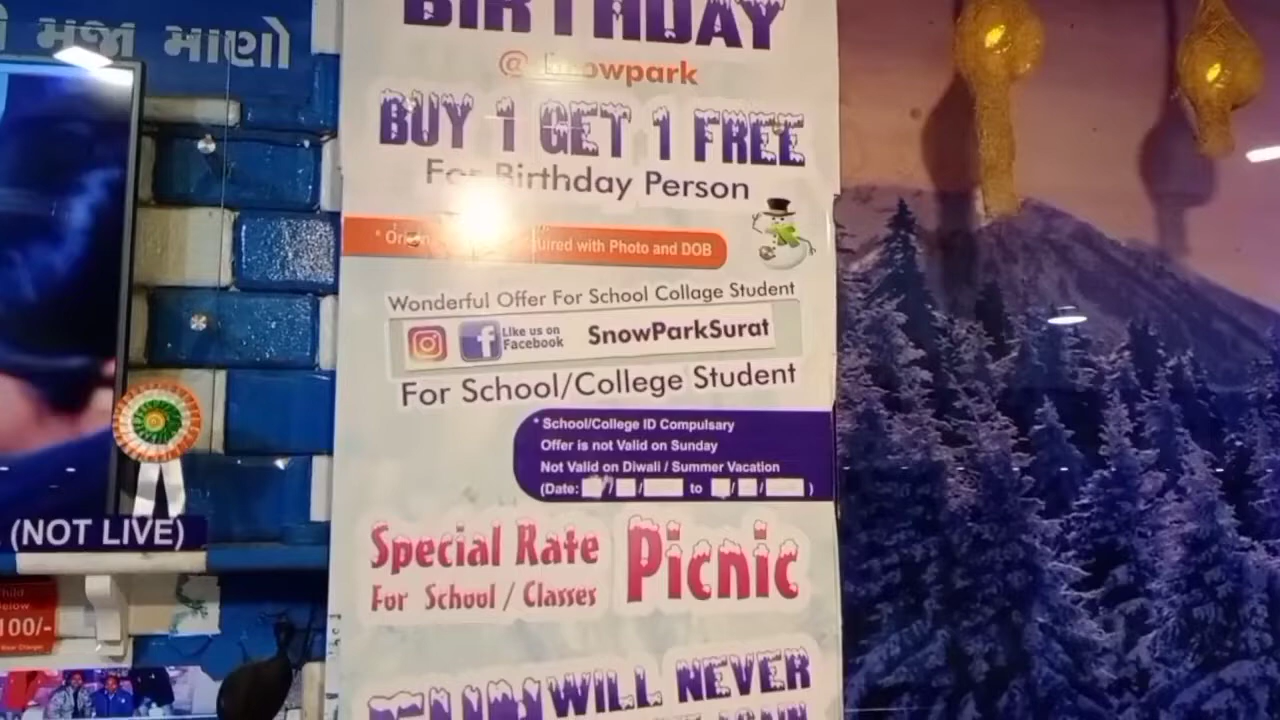 મજા માણો
BIRTHDAY
@ Snowpark
BUY 1 GET 1 FREE
For Birthday Person
with Photo and DOB
Wonderful Offer For School Collage Student
Like us on
Facebook
SnowParkSurat
For School/College Student
* School/College ID Compulsary
Offer is not Valid on Sunday
Not Valid on Diwali / Summer Vacation
(Date: / / to / / )
(NOT LIVE)
Special Rate
For School / Classes
Picnic
100/-
WILL NEVER